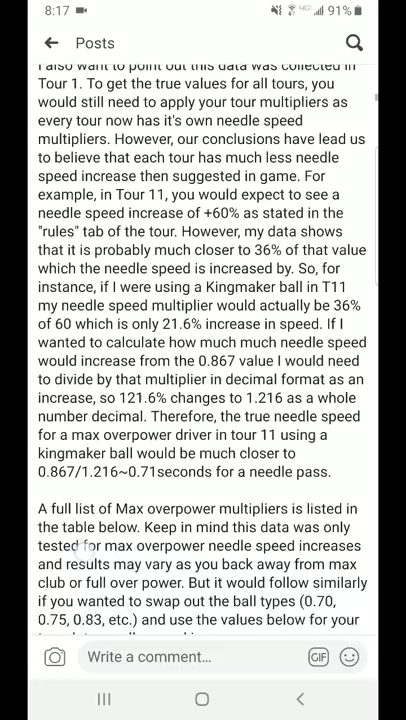 8:17
4G
91%
Posts
I also want to point out this data was collected in
Tour 1. To get the true values for all tours, you
would still need to apply your tour multipliers as
every tour now has it's own needle speed
multipliers. However, our conclusions have lead us
to believe that each tour has much less needle
speed increase then suggested in game. For
example, in Tour 11, you would expect to see a
needle speed increase of +60% as stated in the
"rules" tab of the tour. However, my data shows
that it is probably much closer to 36% of that value
which the needle speed is increased by. So, for
instance, if I were using a Kingmaker ball in T11
my needle speed multiplier would actually be 36%
of 60 which is only 21.6% increase in speed. If I
wanted to calculate how much much needle speed
would increase from the 0.867 value I would need
to divide by that multiplier in decimal format as an
increase, so 121.6% changes to 1.216 as a whole
number decimal. Therefore, the true needle speed
for a max overpower driver in tour 11 using a
kingmaker ball would be much closer to
0.867/1.216~0.71seconds for a needle pass.
A full list of Max overpower multipliers is listed in
the table below. Keep in mind this data was only
tested for max overpower needle speed increases
and results may vary as you back away from max
club or full over power. But it would follow similarly
if you wanted to swap out the ball types (0.70,
0.75, 0.83, etc.) and use the values below for your
Write a comment...
GIF